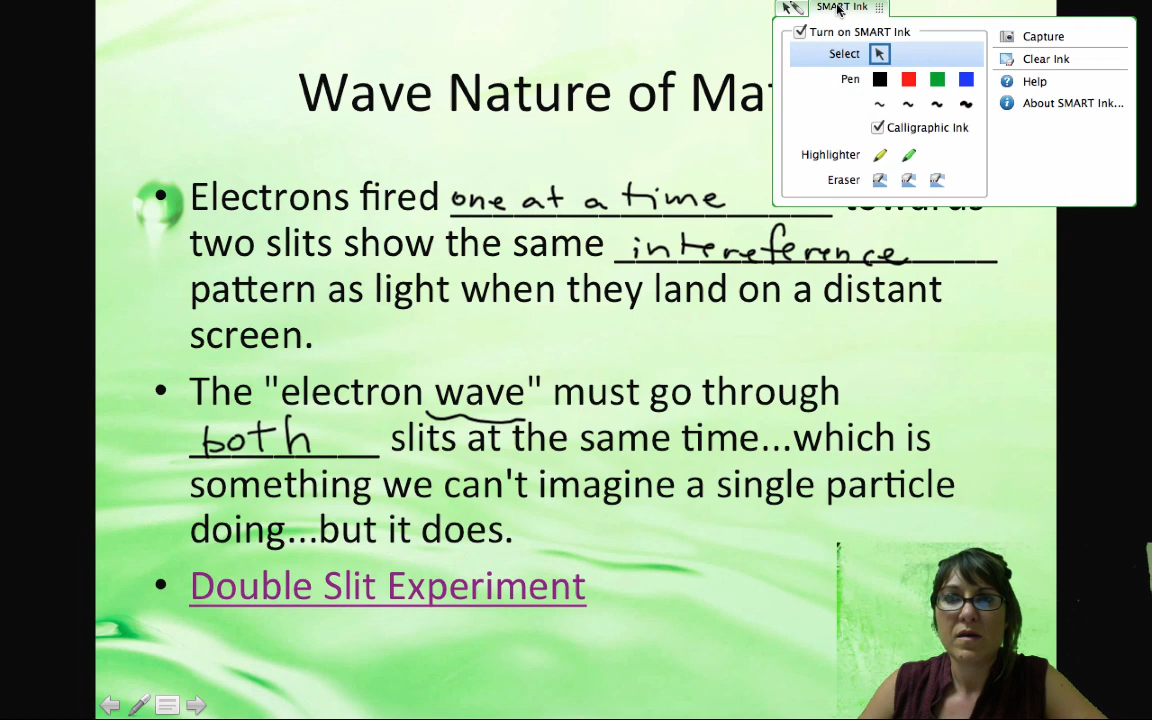 SMART Ink
Turn on SMART Ink
Select
Pen
Calligraphic Ink
Highlighter
Eraser
Capture
Clear Ink
Help
About SMART Ink...
Wave Nature of Ma
• Electrons fired one at a time towards
two slits show the same intereference
pattern as light when they land on a distant
screen.
• The "electron wave" must go through
both slits at the same time...which is
something we can't imagine a single particle
doing...but it does.
• Double Slit Experiment